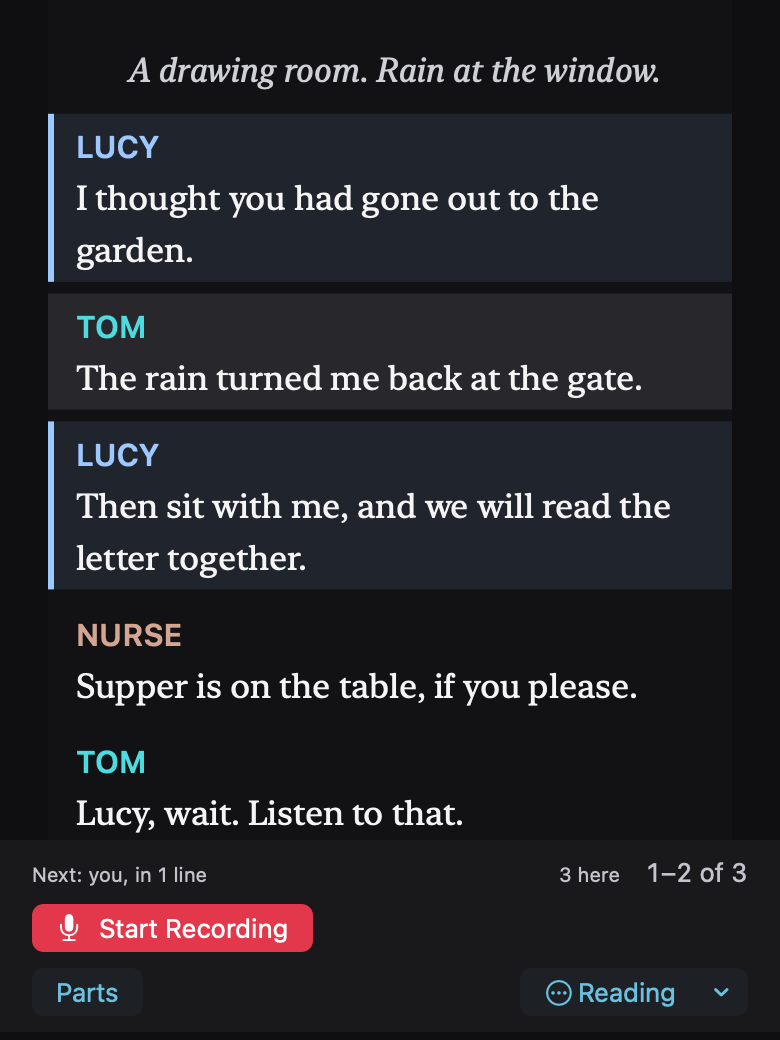 A drawing room. Rain at the window.
LUCY
I thought you had gone out to the
garden.
TOM
The rain turned me back at the gate.
LUCY
Then sit with me, and we will read the
letter together.
NURSE
Supper is on the table, if you please.
TOM
Lucy, wait. Listen to that.
Next: you, in 1 line
3 here 1–2 of 3
Start Recording
Parts
Reading